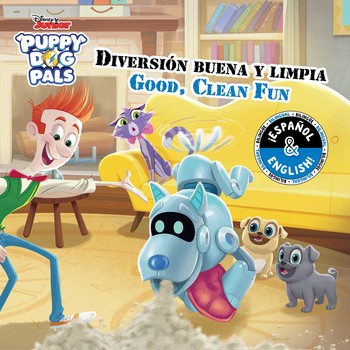 Disney
JUNIOR
PUPPY
DOG
PALS
DIVERSIÓN BUENA Y LIMPIA
GOOD, CLEAN FUN
¡ESPAÑOL
&
ENGLISH!